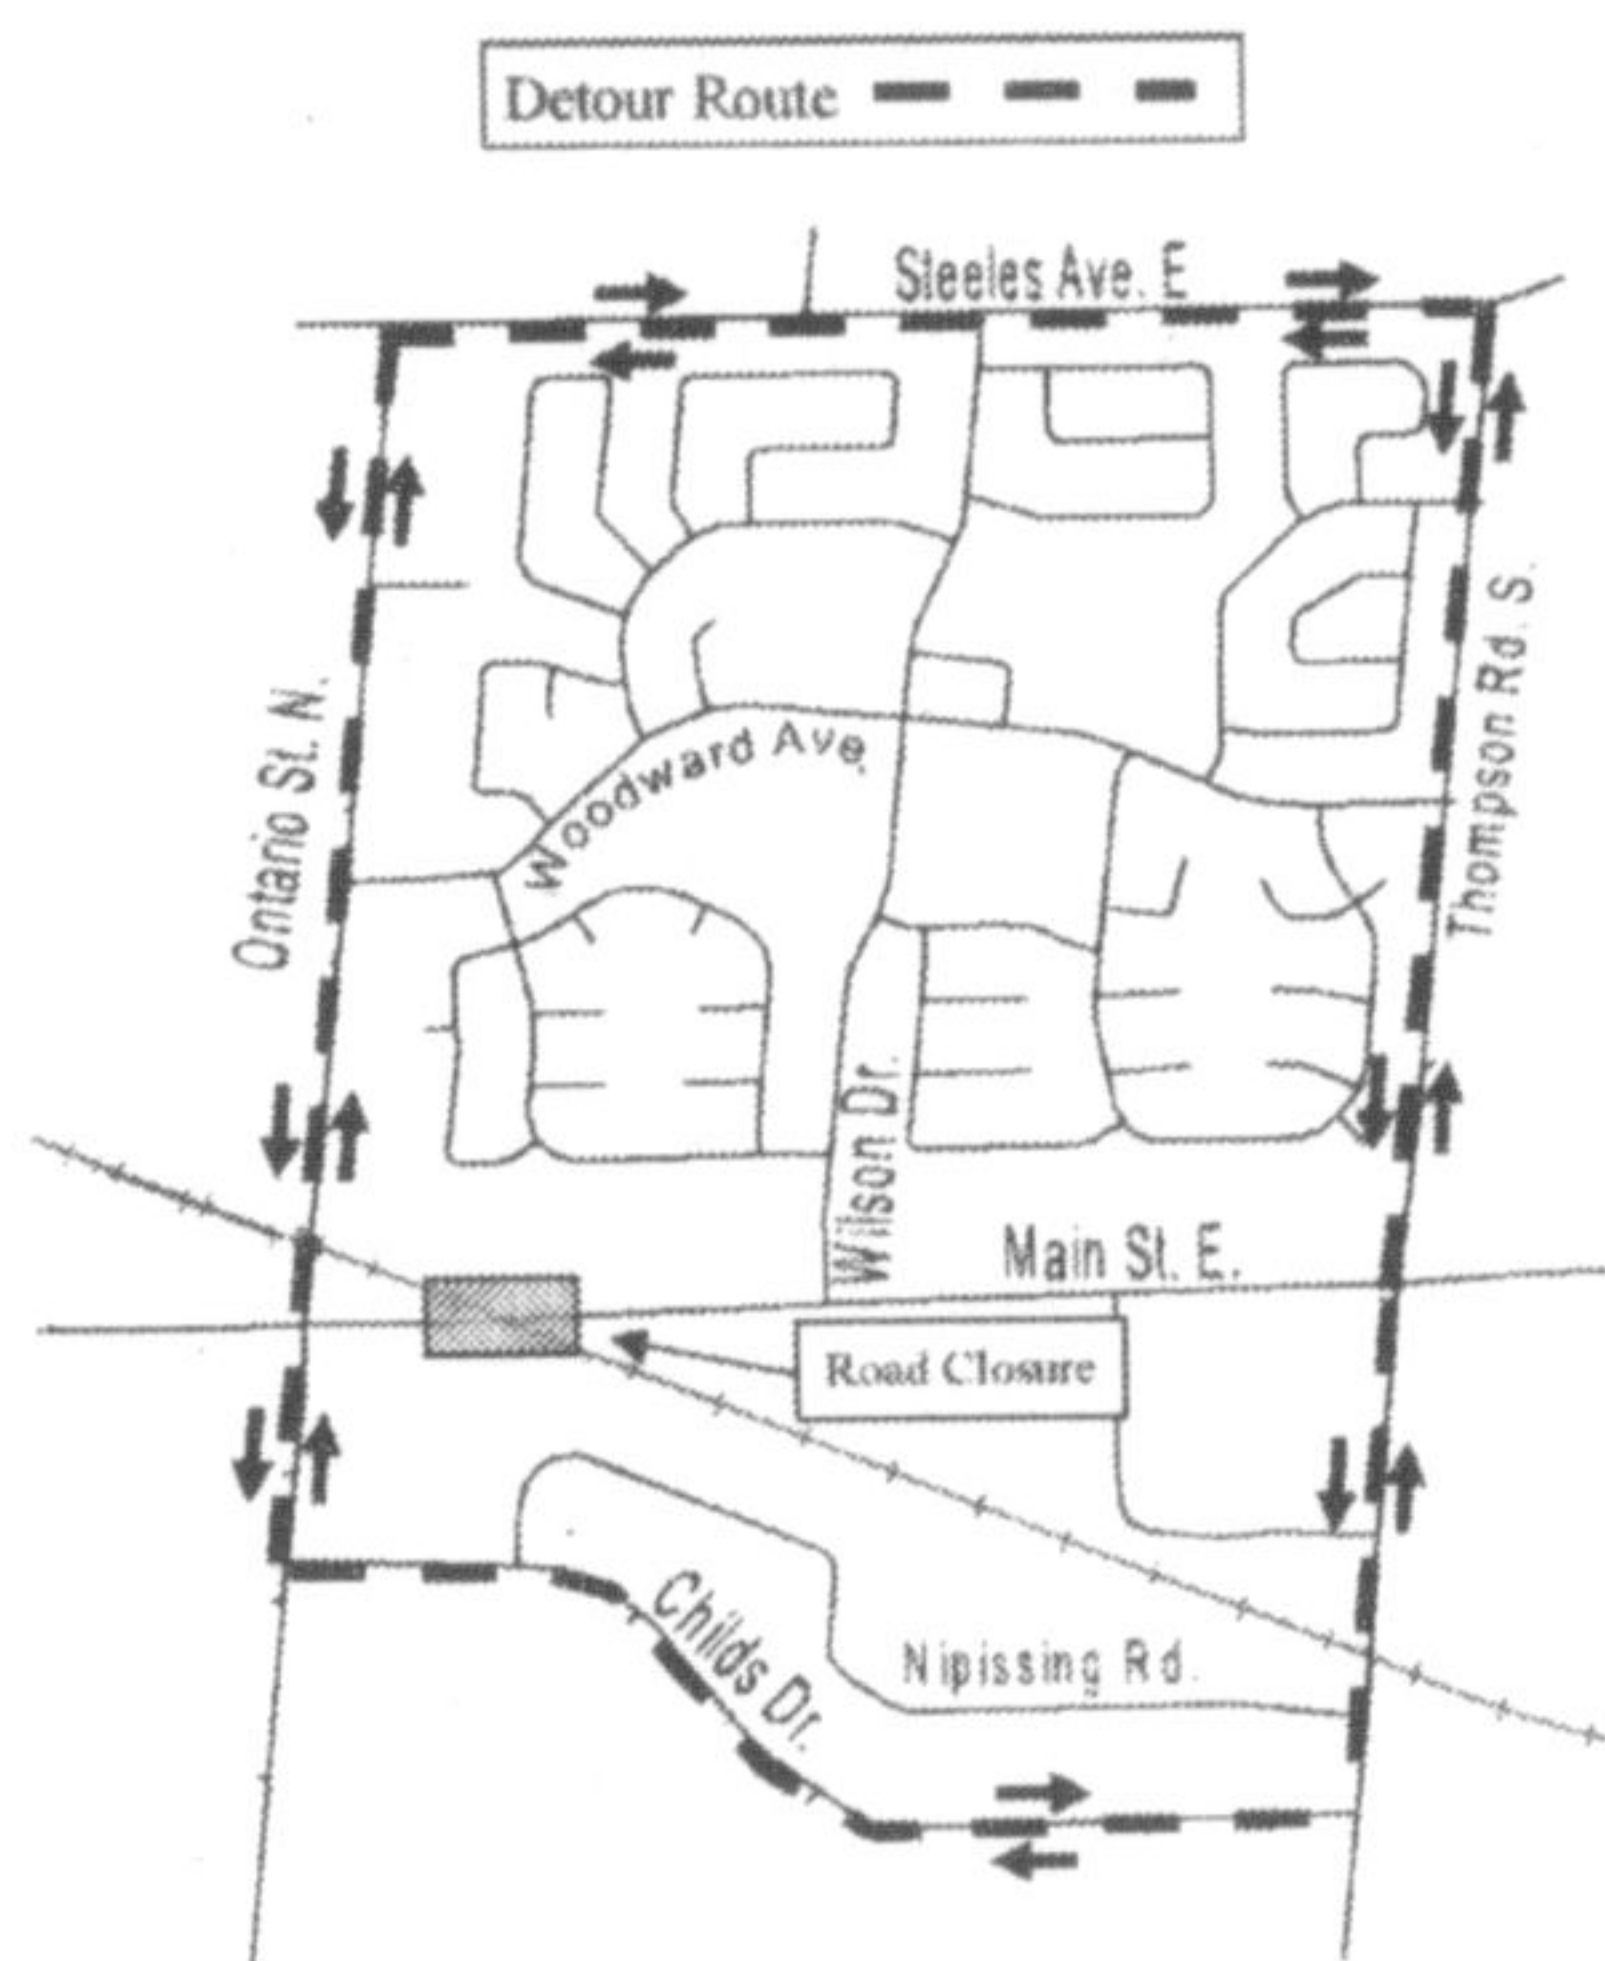 Detour Route
Steeles Ave. E
Ontario St. N.
Woodward Ave.
Thompson Rd. S.
Wilson Dr.
Main St. E.
Road Closure
Childs Dr.
Nipissing Rd.